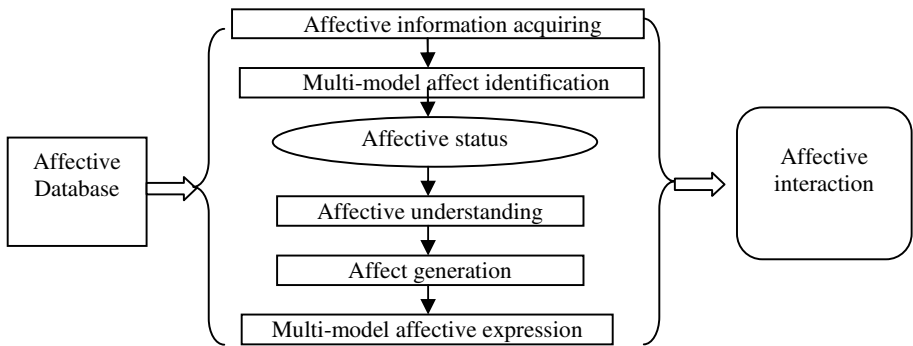 Affective information acquiring
Multi-model affect identification
Affective status
Affective
Database
Affective
interaction
Affective understanding
Affect generation
Multi-model affective expression